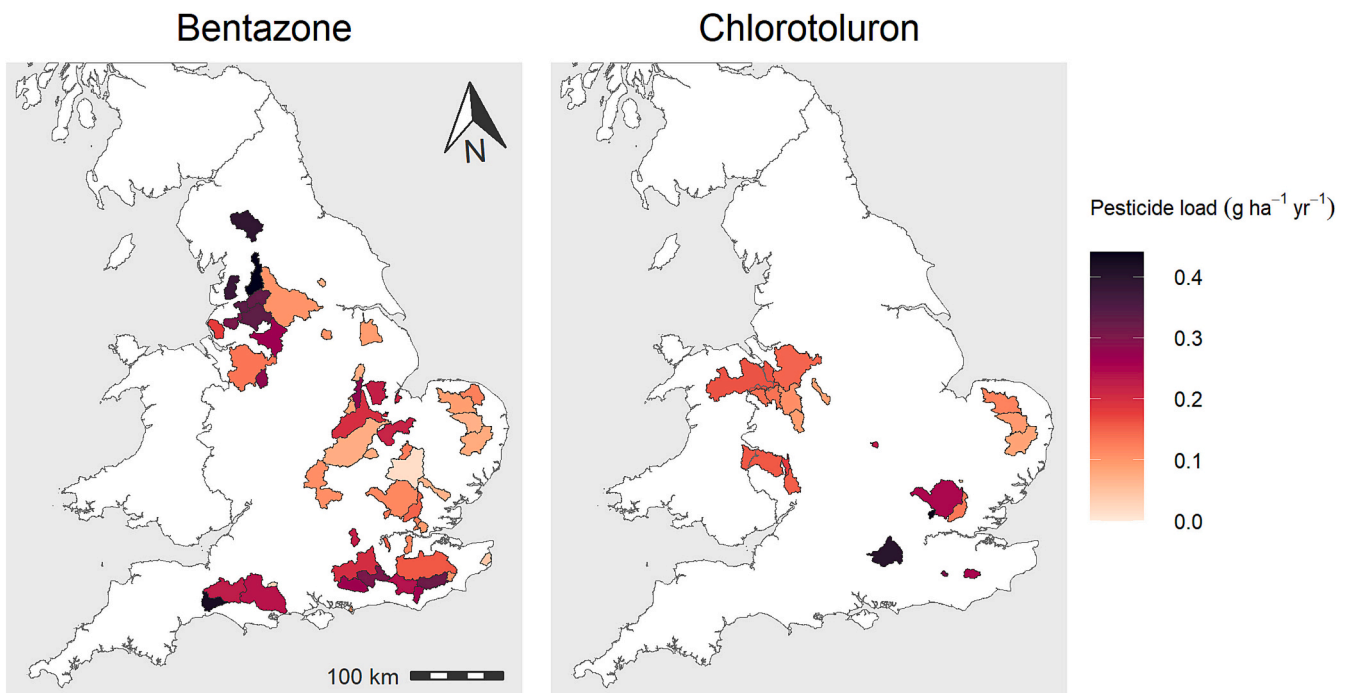 Bentazone
Chlorotoluron
N
100 km
Pesticide load (g ha⁻¹ yr⁻¹)
0.4
0.3
0.2
0.1
0.0